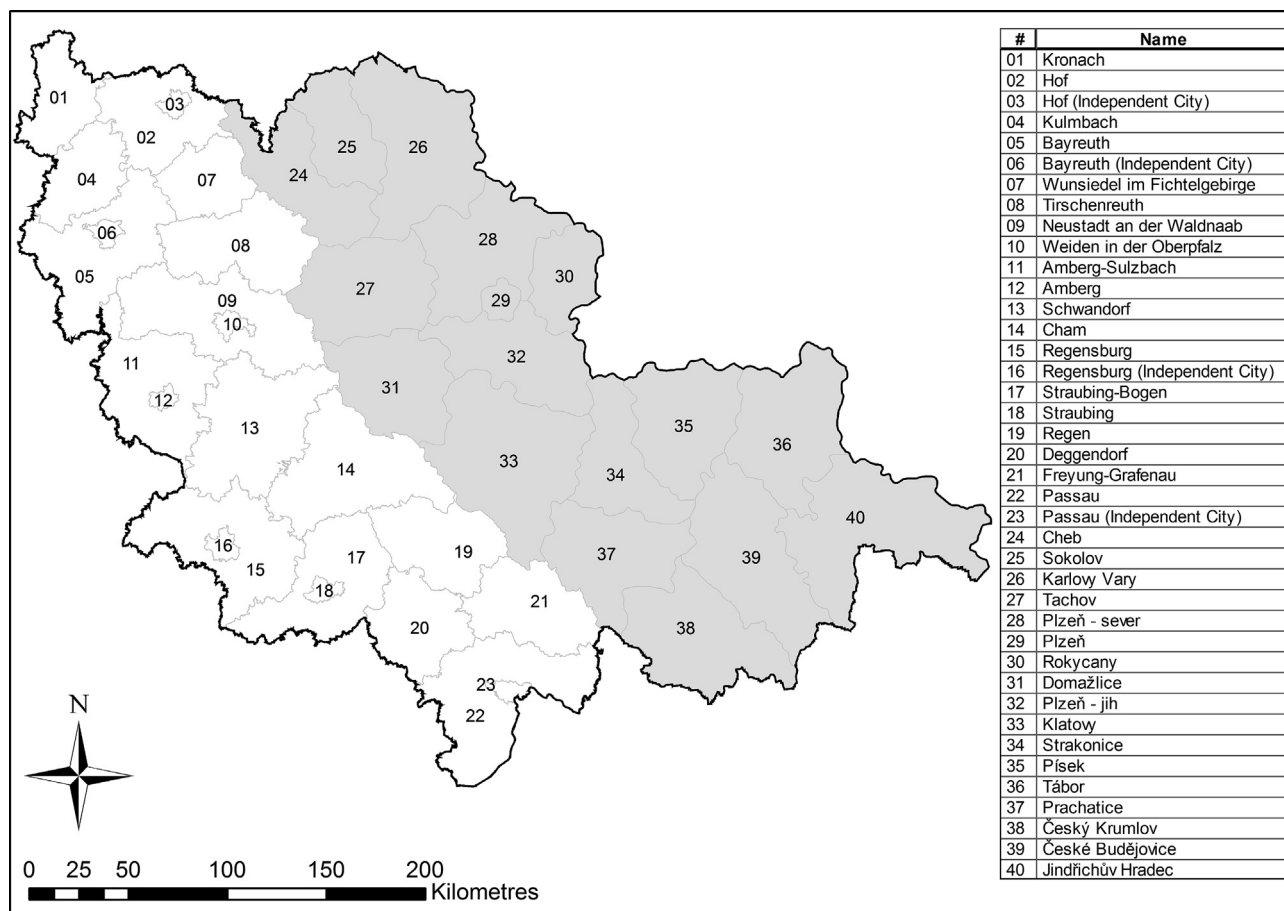 01
02
03
04
05
06
07
08
09
10
11
12
13
14
15
16
17
18
19
20
21
22
23
24
25
26
27
28
29
30
31
32
33
34
35
36
37
38
39
40
N
0 25 50 100 150 200
Kilometres
# Name
01 Kronach
02 Hof
03 Hof (Independent City)
04 Kulmbach
05 Bayreuth
06 Bayreuth (Independent City)
07 Wunsiedel im Fichtelgebirge
08 Tirschenreuth
09 Neustadt an der Waldnaab
10 Weiden in der Oberpfalz
11 Amberg-Sulzbach
12 Amberg
13 Schwandorf
14 Cham
15 Regensburg
16 Regensburg (Independent City)
17 Straubing-Bogen
18 Straubing
19 Regen
20 Deggendorf
21 Freyung-Grafenau
22 Passau
23 Passau (Independent City)
24 Cheb
25 Sokolov
26 Karlovy Vary
27 Tachov
28 Plzeň - sever
29 Plzeň
30 Rokycany
31 Domažlice
32 Plzeň - jih
33 Klatovy
34 Strakonice
35 Písek
36 Tábor
37 Prachatice
38 Český Krumlov
39 České Budějovice
40 Jindřichův Hradec